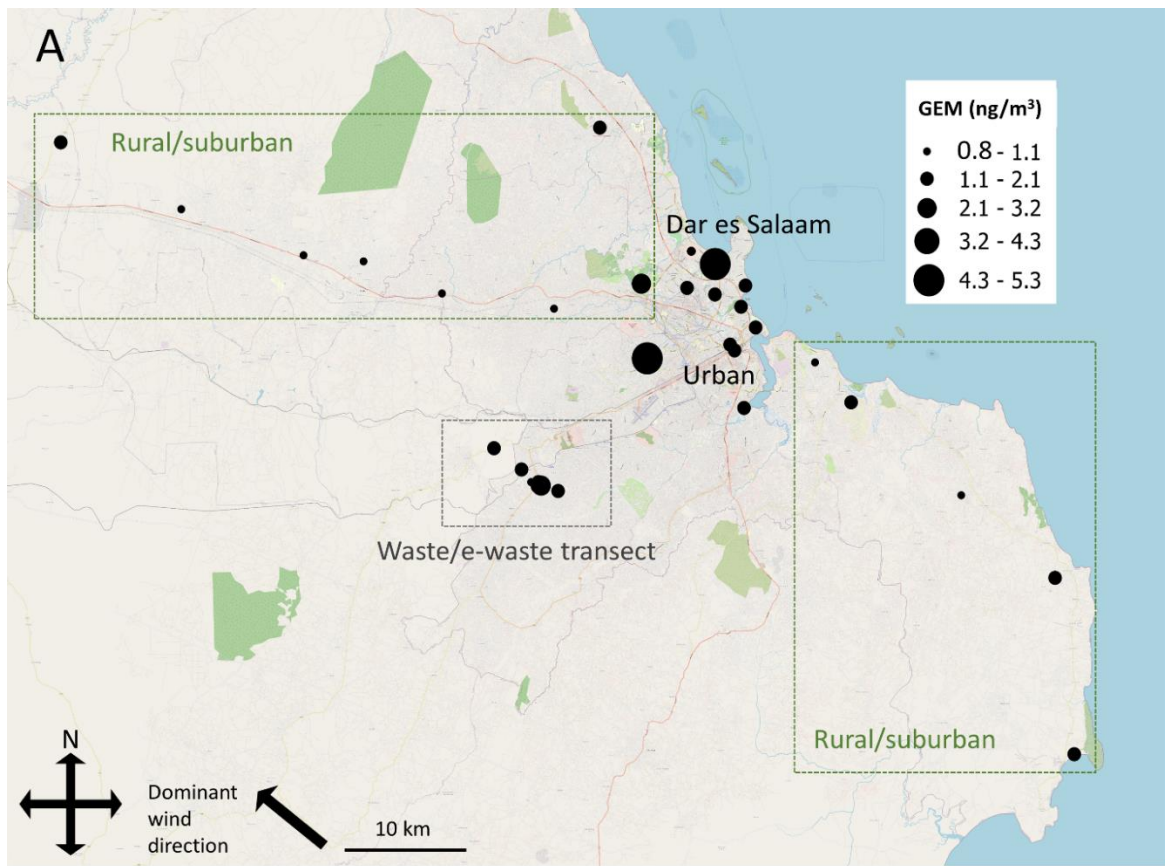 A
Rural/suburban
GEM (ng/m³)
0.8 - 1.1
1.1 - 2.1
2.1 - 3.2
3.2 - 4.3
4.3 - 5.3
Dar es Salaam
Urban
Waste/e-waste transect
Rural/suburban
N
Dominant
wind
direction
10 km